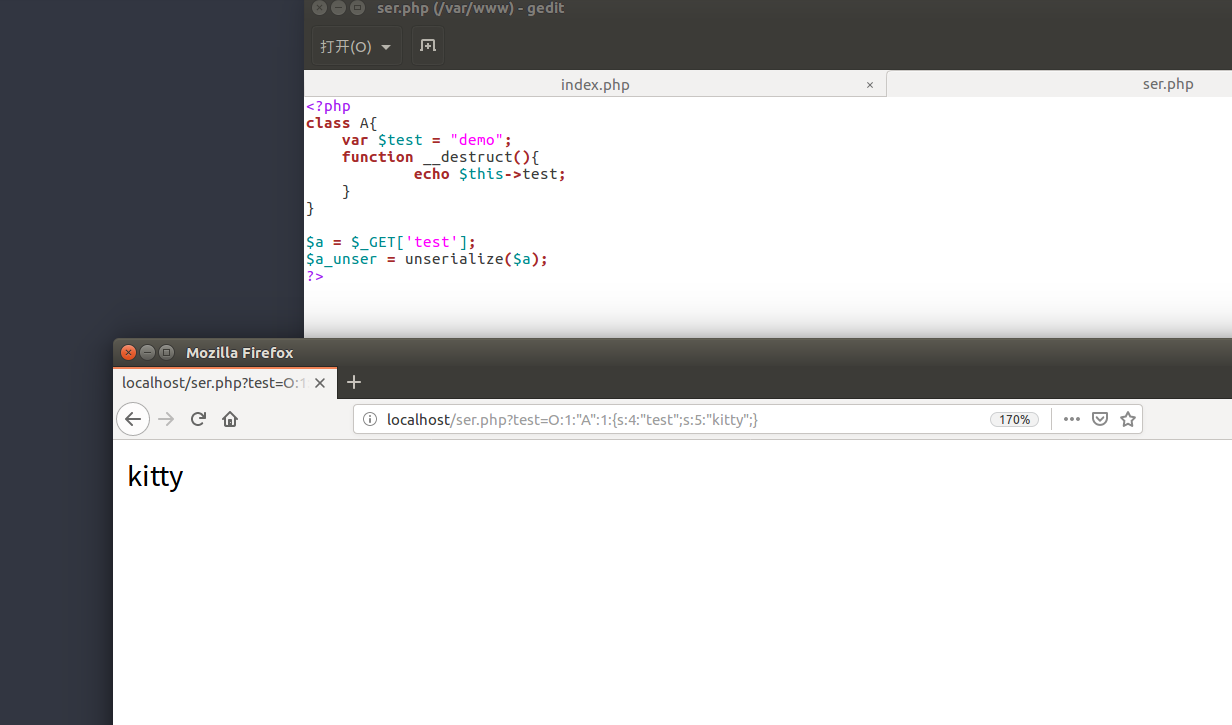 ser.php (/var/www) - gedit
打开(O)
index.php × ser.php
<?php
class A{
    var $test = "demo";
    function __destruct(){
            echo $this->test;
    }
}
$a = $_GET['test'];
$a_unser = unserialize($a);
?>
Mozilla Firefox
localhost/ser.php?test=O:1
localhost/ser.php?test=O:1:"A":1:{s:4:"test";s:5:"kitty";} 170%
kitty